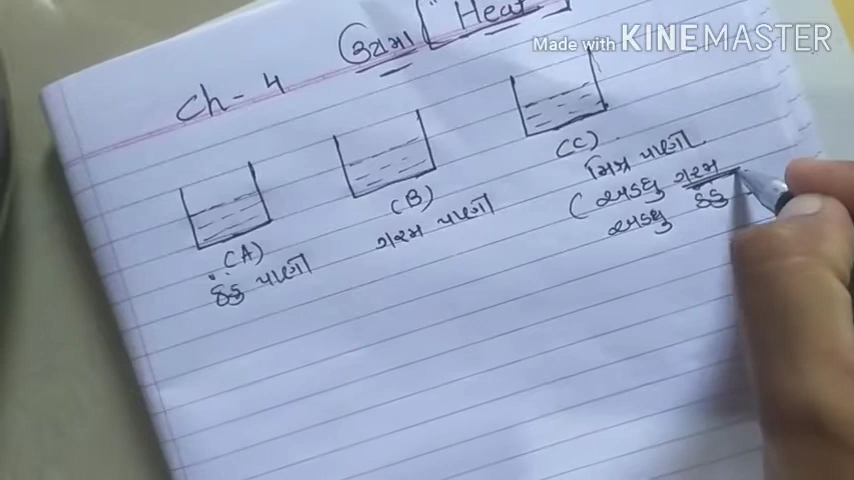 Made with KINEMASTER
Ch - 4 ઉષ્મા "Heat"
(A)
ઠંડુ પાણી
(B)
ગરમ પાણી
(C)
મિશ્ર પાણી
(અડધુ ગરમ
અડધુ ઠંડુ